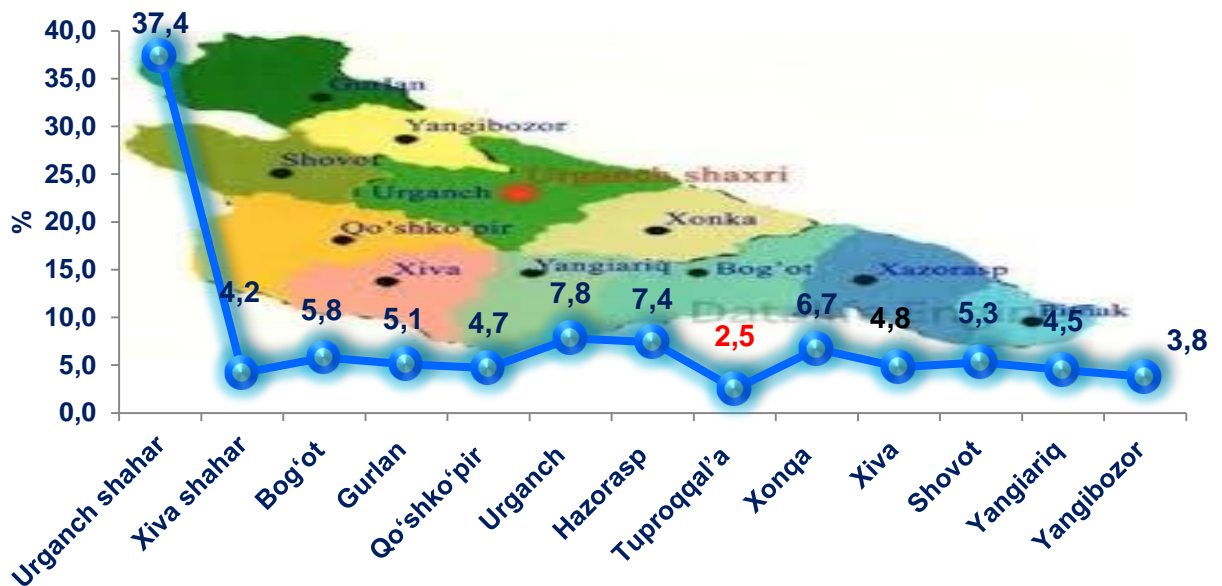 37,4
40,0
35,0
30,0
25,0
20,0
15,0
10,0
5,0
0,0
%
Gurlan
Yangibozor
Shovot
Urganch shaxri
Urganch
Xonka
Qo'shko'pir
Xiva
Yangiariq
Bog'ot
Xazorasp
Pitnak
4,2
5,8
5,1
4,7
7,8
7,4
2,5
6,7
4,8
5,3
4,5
3,8
Urganch shahar
Xiva shahar
Bog‘ot
Gurlan
Qo‘shko‘pir
Urganch
Hazorasp
Tuproqqal’a
Xonqa
Xiva
Shovot
Yangiariq
Yangibozor